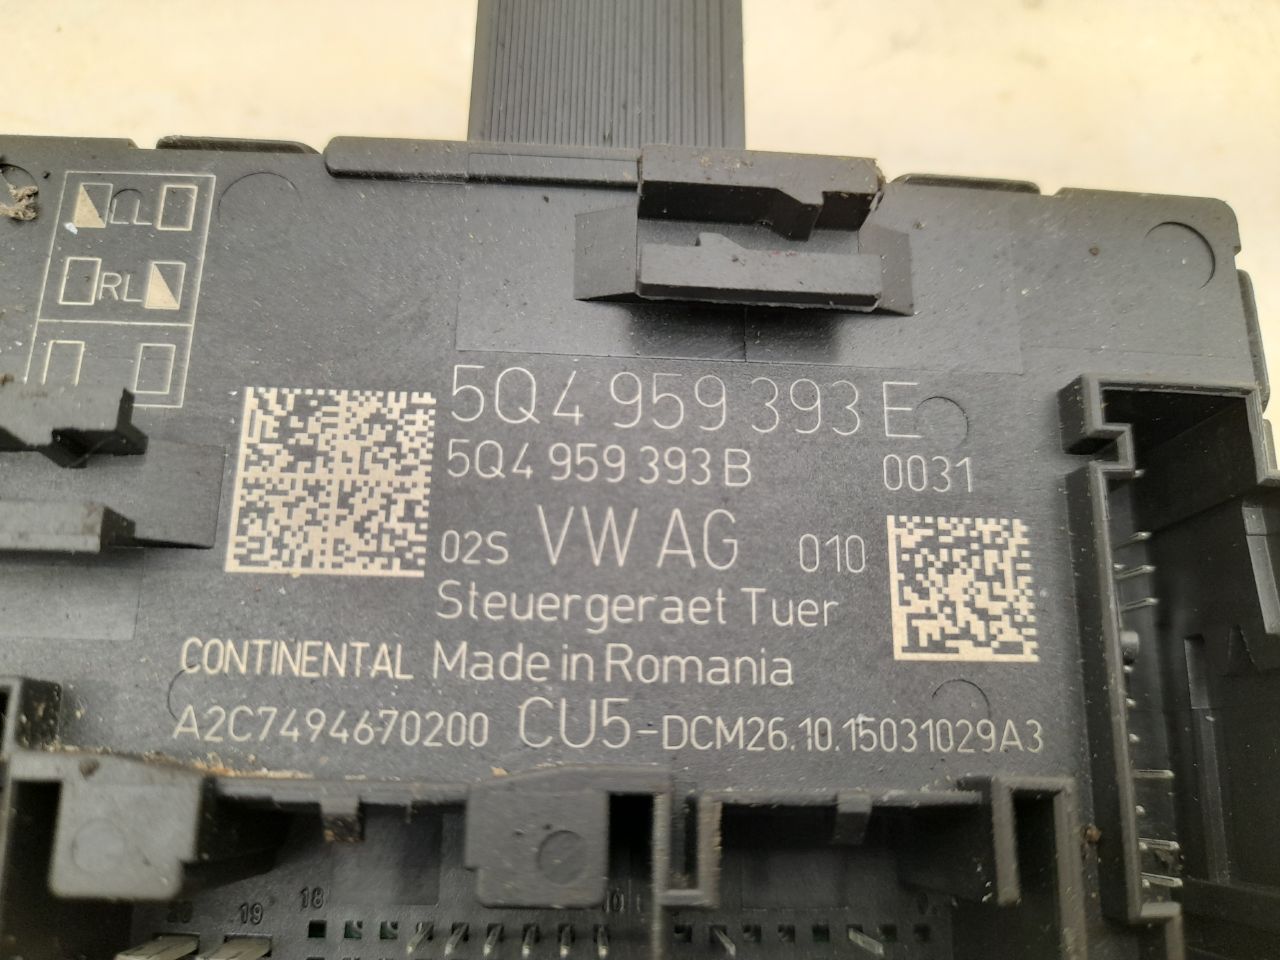 LL
RL
5Q4 959 393 E
5Q4 959 393 B 0031
02S VW AG 010
Steuergeraet Tuer
CONTINENTAL Made in Romania
A2C7494670200 CU5-DCM26.10.15031029A3
18
19